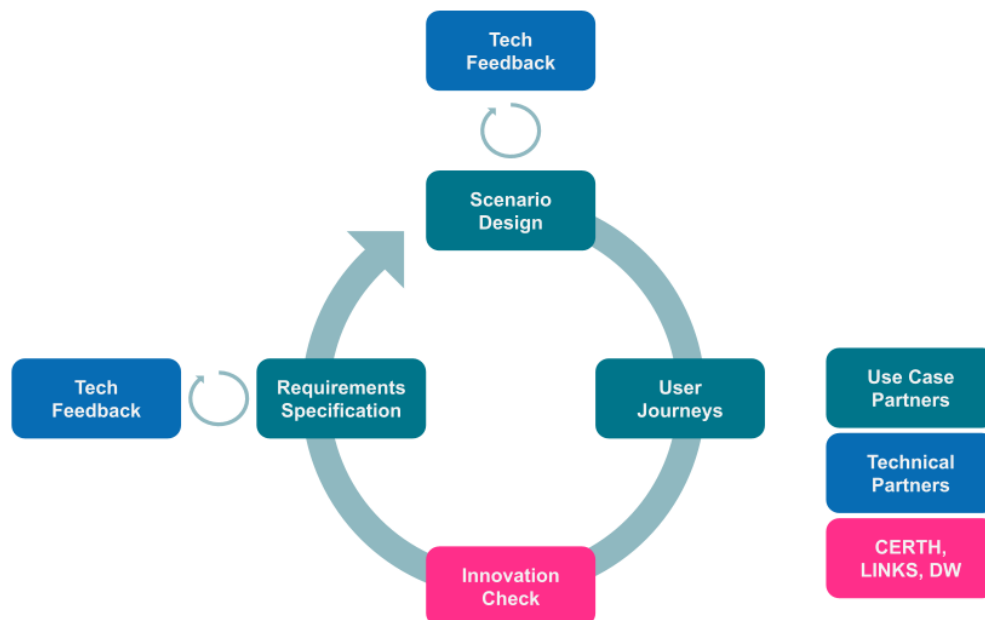 Tech
Feedback
Scenario
Design
Tech
Feedback
Requirements
Specification
User
Journeys
Use Case
Partners
Technical
Partners
Innovation
Check
CERTH,
LINKS, DW